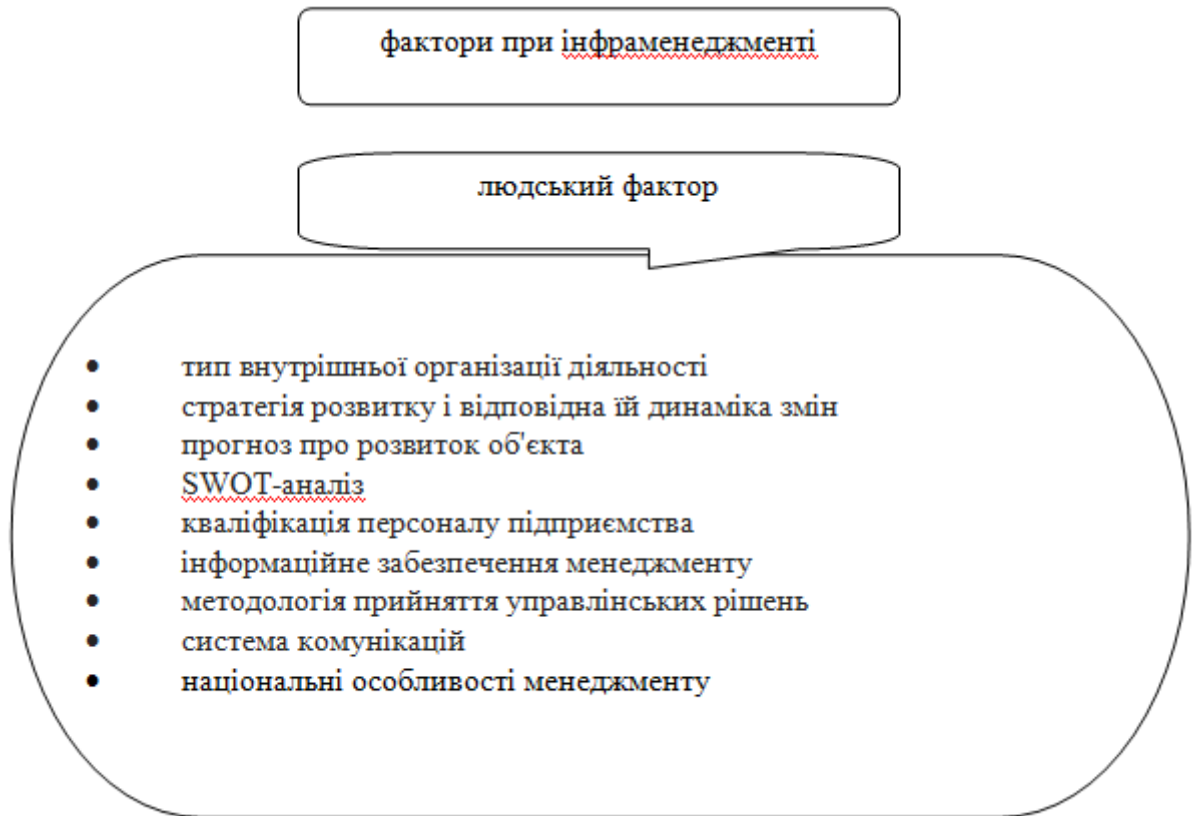 фактори при інфраменеджменті
людський фактор
• тип внутрішньої організації діяльності
• стратегія розвитку і відповідна їй динаміка змін
• прогноз про розвиток об'єкта
• SWOT-аналіз
• кваліфікація персоналу підприємства
• інформаційне забезпечення менеджменту
• методологія прийняття управлінських рішень
• система комунікацій
• національні особливості менеджменту